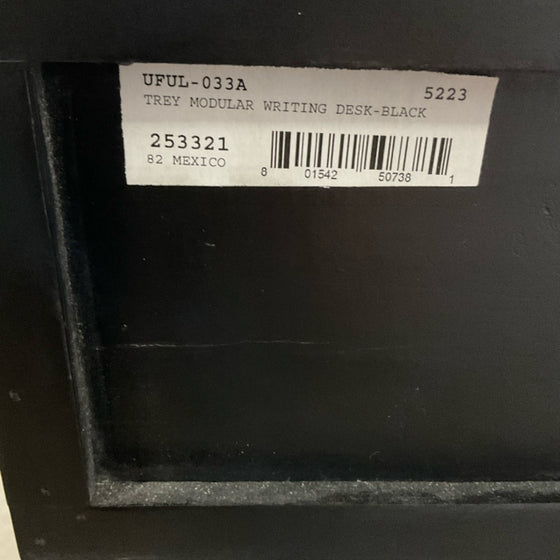 UFUL-033A 5223
TREY MODULAR WRITING DESK-BLACK
253321
82 MEXICO
8 01542 50738 1